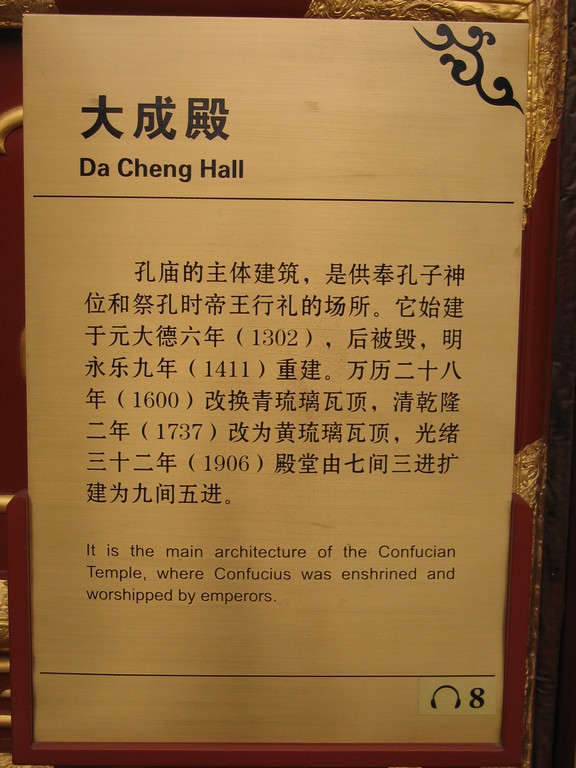 大成殿
Da Cheng Hall
孔庙的主体建筑，是供奉孔子神
位和祭孔时帝王行礼的场所。它始建
于元大德六年（1302），后被毁，明
永乐九年（1411）重建。万历二十八
年（1600）改换青琉璃瓦顶，清乾隆
二年（1737）改为黄琉璃瓦顶，光绪
三十二年（1906）殿堂由七间三进扩
建为九间五进。
It is the main architecture of the Confucian
Temple, where Confucius was enshrined and
worshipped by emperors.
8